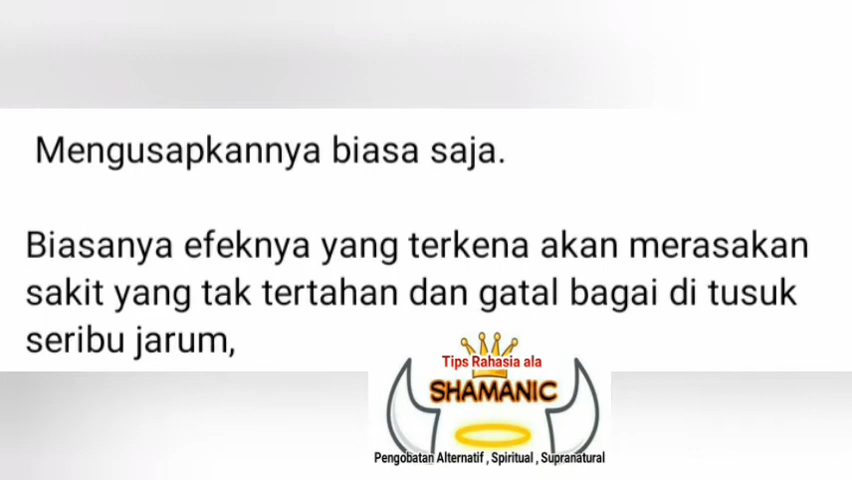 Mengusapkannya biasa saja.
Biasanya efeknya yang terkena akan merasakan
sakit yang tak tertahan dan gatal bagai di tusuk
seribu jarum,
Tips Rahasia ala
SHAMANIC
Pengobatan Alternatif , Spiritual , Supranatural